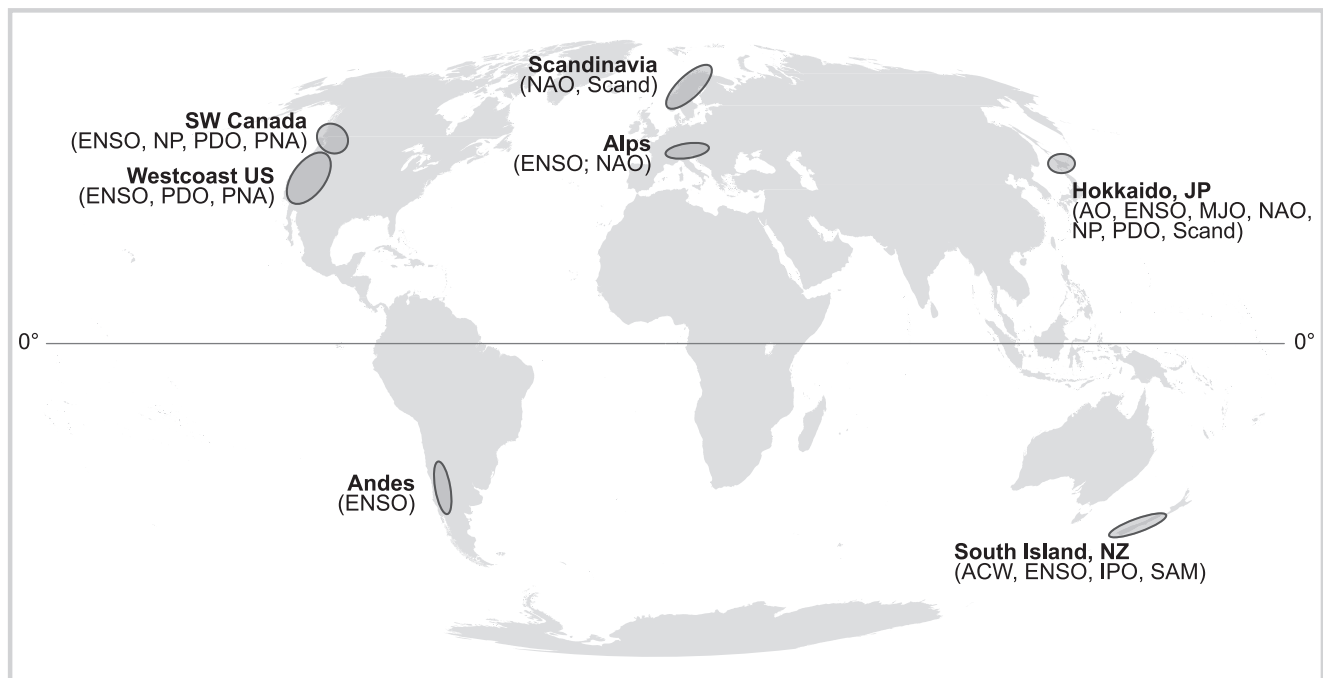 Scandinavia
(NAO, Scand)
SW Canada
(ENSO, NP, PDO, PNA)
Alps
(ENSO; NAO)
Westcoast US
(ENSO, PDO, PNA)
Hokkaido, JP
(AO, ENSO, MJO, NAO,
NP, PDO, Scand)
0°
0°
Andes
(ENSO)
South Island, NZ
(ACW, ENSO, IPO, SAM)